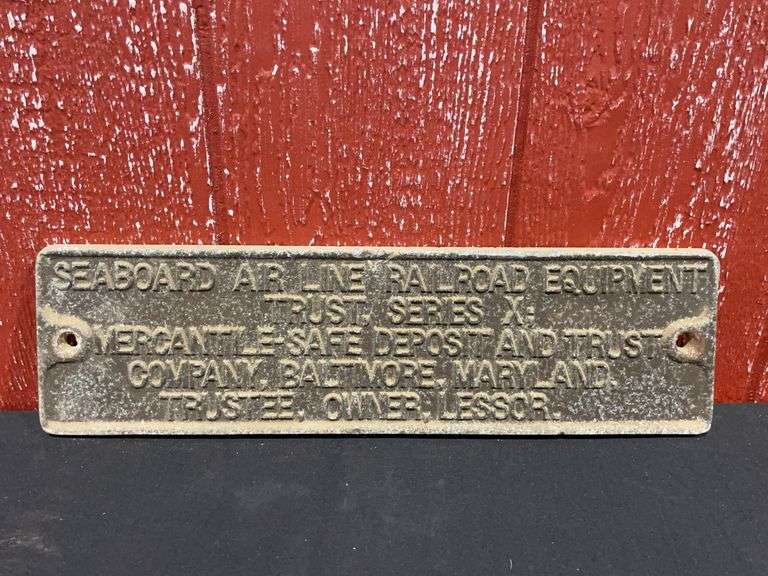 SEABOARD AIR LINE RAILROAD EQUIPMENT
TRUST, SERIES X;
MERCANTILE-SAFE DEPOSIT AND TRUST
COMPANY, BALTIMORE, MARYLAND,
TRUSTEE, OWNER, LESSOR.